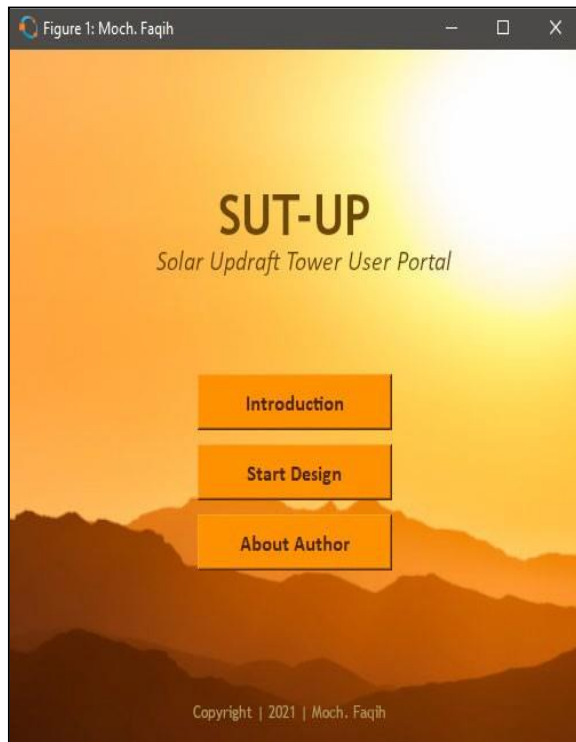 Figure 1: Moch. Faqih
SUT-UP
Solar Updraft Tower User Portal
Introduction
Start Design
About Author
Copyright | 2021 | Moch. Faqih